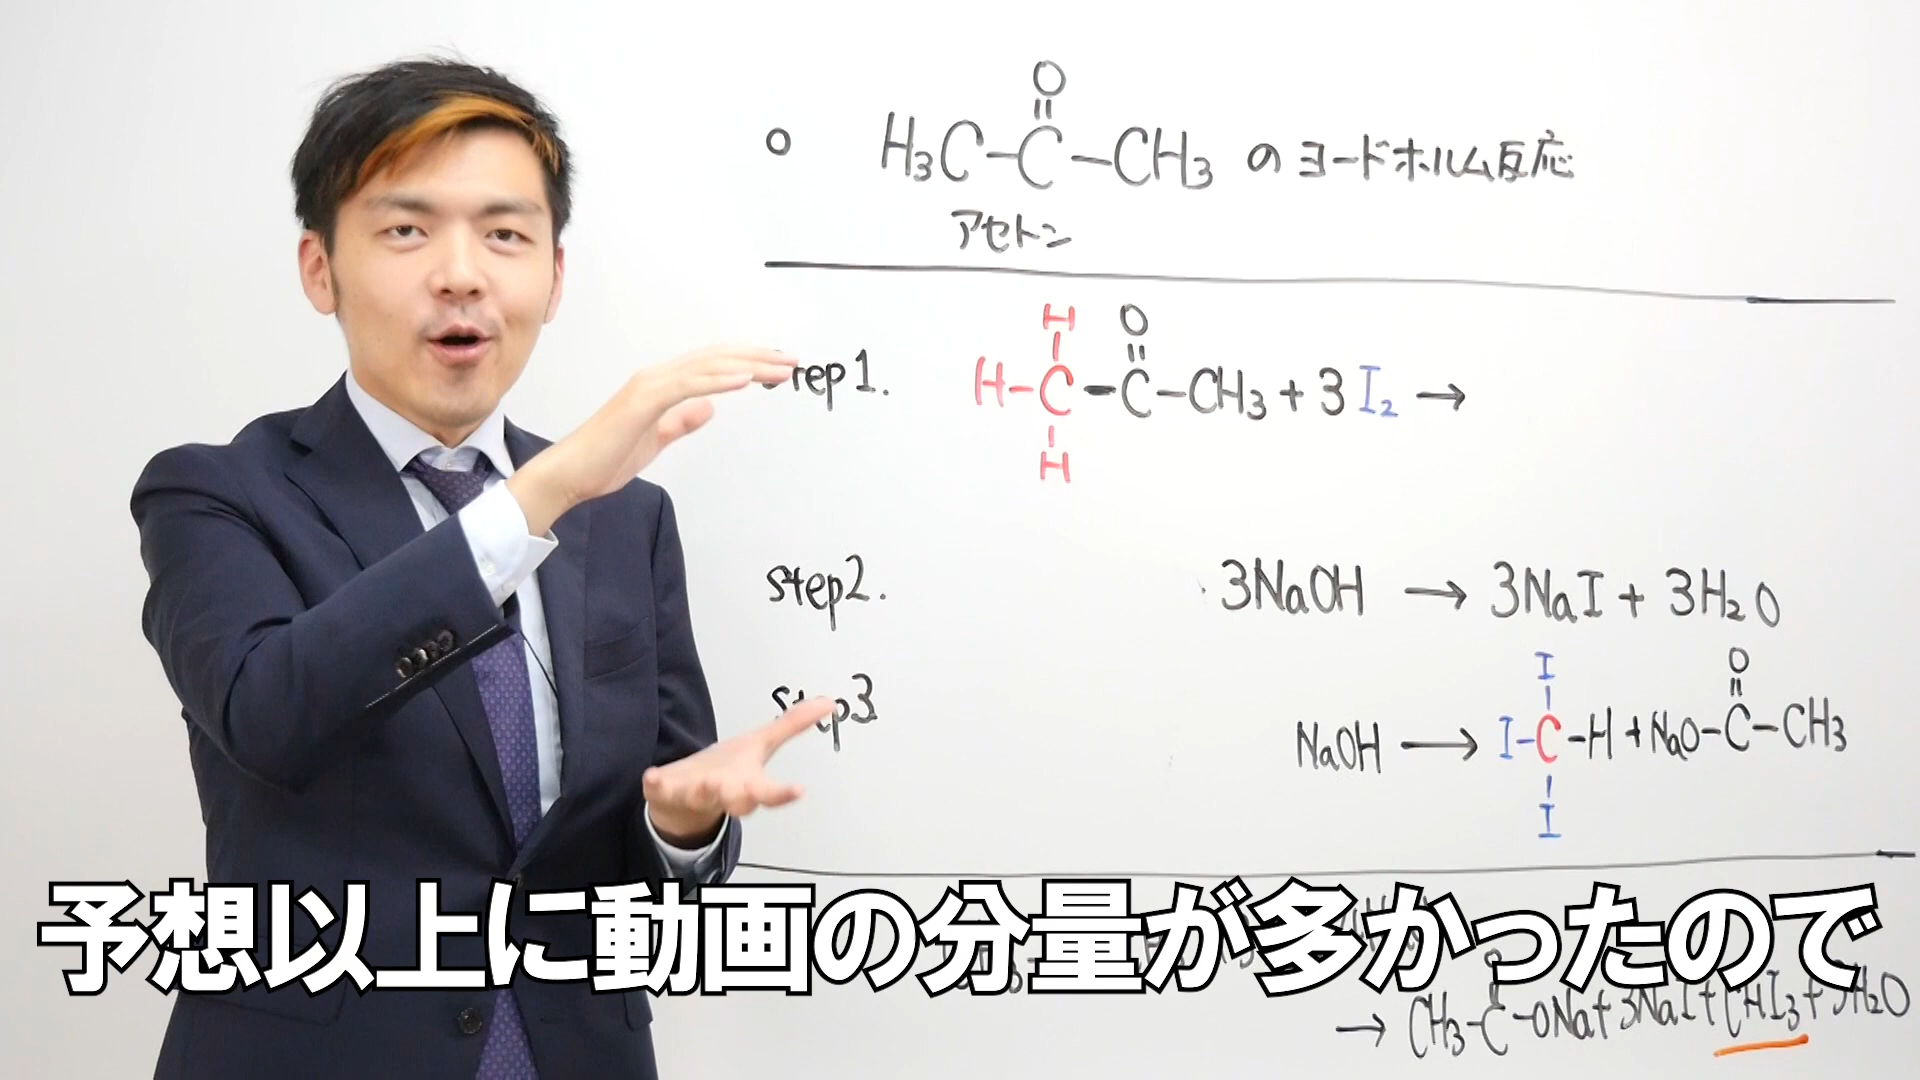 O
H₃C-C-CH₃ のヨードホルム反応
アセトン
H O
step1. H-C-C-CH₃ + 3 I₂ →
H
step2. 3NaOH → 3NaI + 3H₂O
I O
step3 NaOH → I-C-H + NaO-C-CH₃
I
予想以上に動画の分量が多かったので
→ CH₃-C-ONa + 3NaI + CHI₃ + 3H₂O